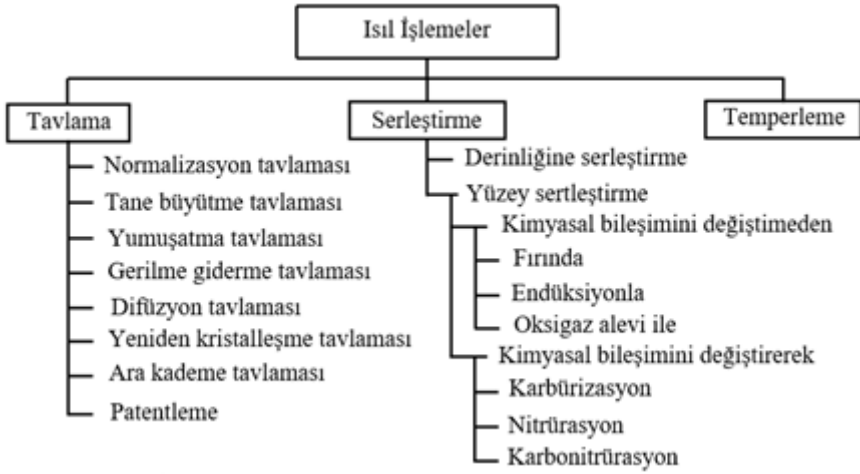 Isıl İşlemeler
Tavlama
Normalizasyon tavlaması
Tane büyütme tavlaması
Yumuşatma tavlaması
Gerilme giderme tavlaması
Difüzyon tavlaması
Yeniden kristalleşme tavlaması
Ara kademe tavlaması
Patentleme
Serleştirme
Derinliğine serleştirme
Yüzey sertleştirme
Kimyasal bileşimini değiştimeden
Fırında
Endüksiyonla
Oksigaz alevi ile
Kimyasal bileşimini değiştirerek
Karbürizasyon
Nitrürasyon
Karbonitrürasyon
Temperleme